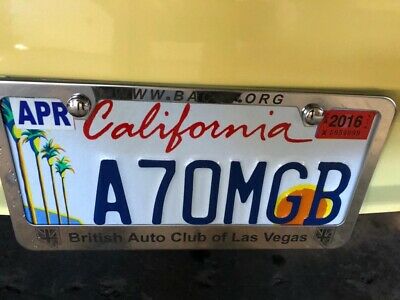 APR
California
2016
A70MGB
British Auto Club of Las Vegas